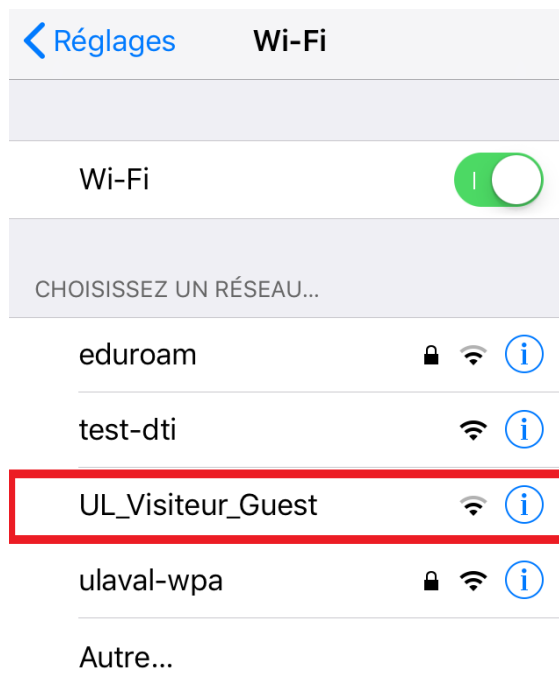 Réglages Wi-Fi
Wi-Fi
CHOISISSEZ UN RÉSEAU...
eduroam
test-dti
UL_Visiteur_Guest
ulaval-wpa
Autre...